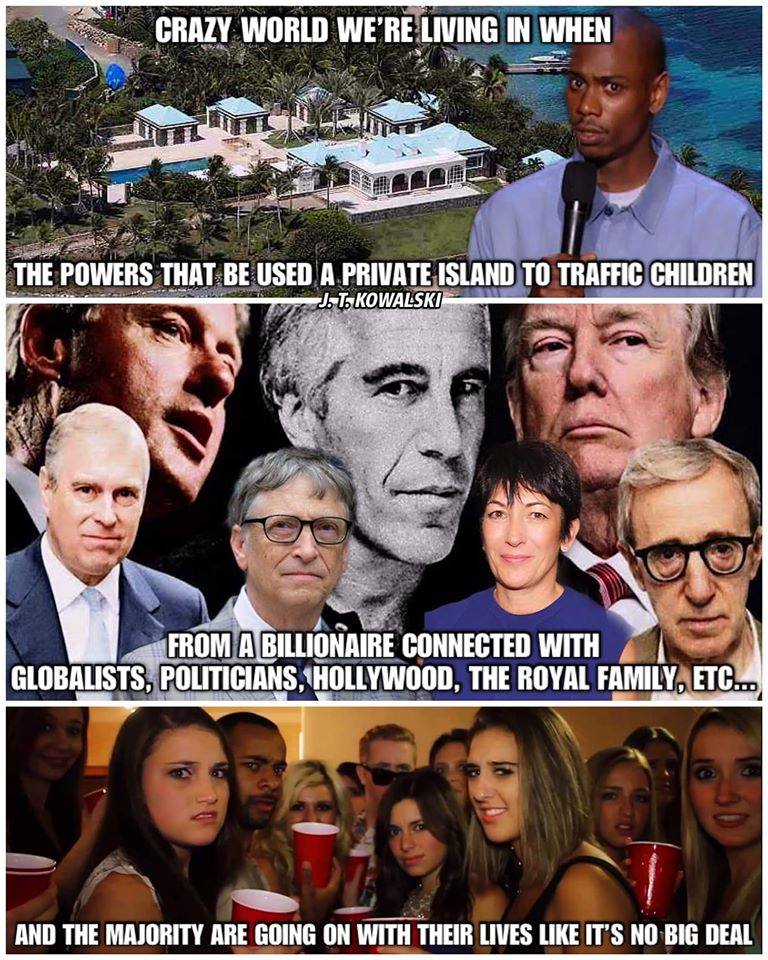 CRAZY WORLD WE'RE LIVING IN WHEN
THE POWERS THAT BE USED A PRIVATE ISLAND TO TRAFFIC CHILDREN
J. T. KOWALSKI
FROM A BILLIONAIRE CONNECTED WITH
GLOBALISTS, POLITICIANS, HOLLYWOOD, THE ROYAL FAMILY, ETC...
AND THE MAJORITY ARE GOING ON WITH THEIR LIVES LIKE IT'S NO BIG DEAL